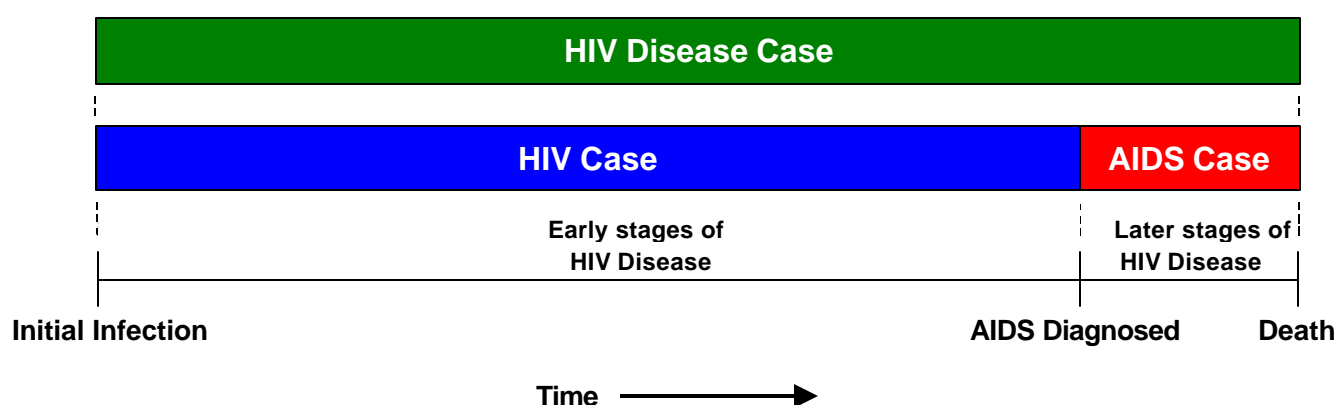 HIV Disease Case
HIV Case
AIDS Case
Early stages of
HIV Disease
Later stages of
HIV Disease
Initial Infection
AIDS Diagnosed
Death
Time